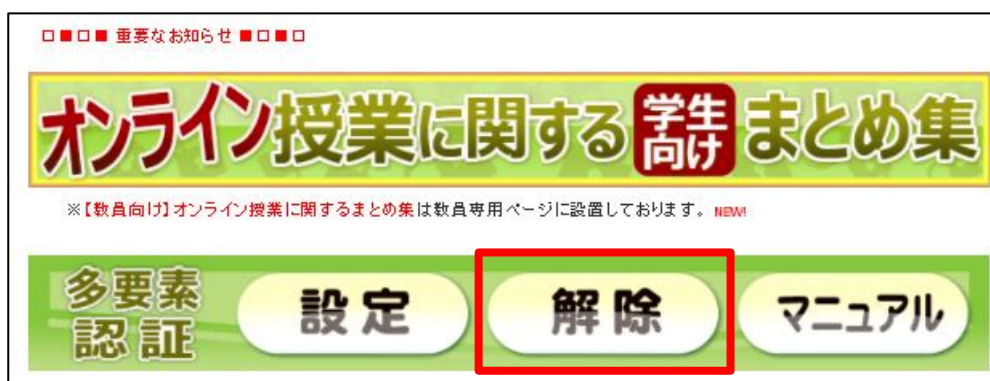 □■□■ 重要なお知らせ ■□■□
オンライン授業に関する学生向けまとめ集
※【教員向け】オンライン授業に関するまとめ集は教員専用ページに設置しております。 NEW!
多要素認証 設定 解除 マニュアル